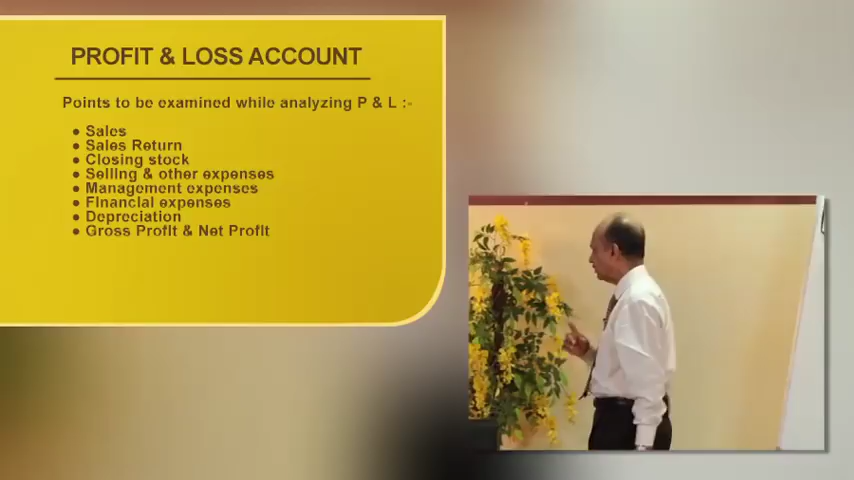 PROFIT & LOSS ACCOUNT
Points to be examined while analyzing P & L :-
● Sales
● Sales Return
● Closing stock
● Selling & other expenses
● Management expenses
● Financial expenses
● Depreciation
● Gross Profit & Net Profit